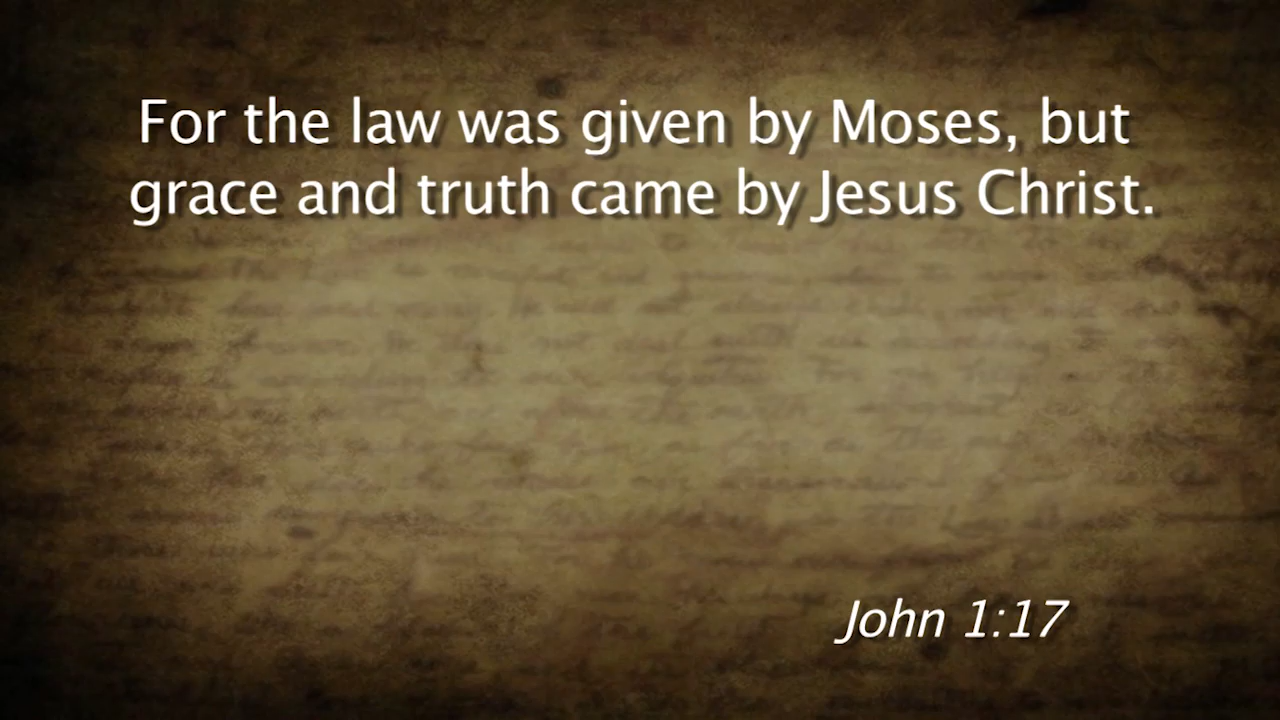 For the law was given by Moses, but
grace and truth came by Jesus Christ.
John 1:17